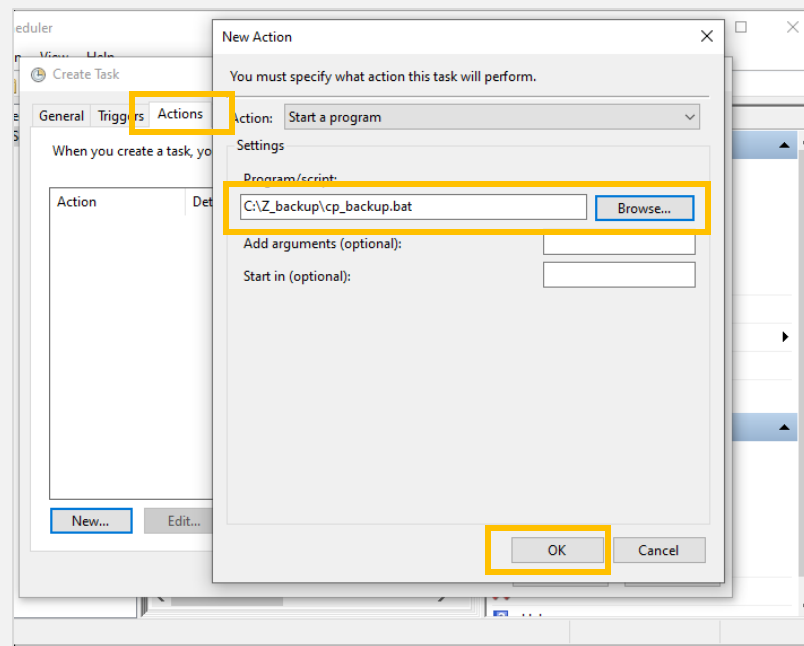 eduler
View Help
New Action
Create Task
You must specify what action this task will perform.
General Triggers Actions
Action: Start a program
When you create a task, yo
Settings
Program/script:
Action Det
C:\Z_backup\cp_backup.bat Browse...
Add arguments (optional):
Start in (optional):
New... Edit...
OK Cancel